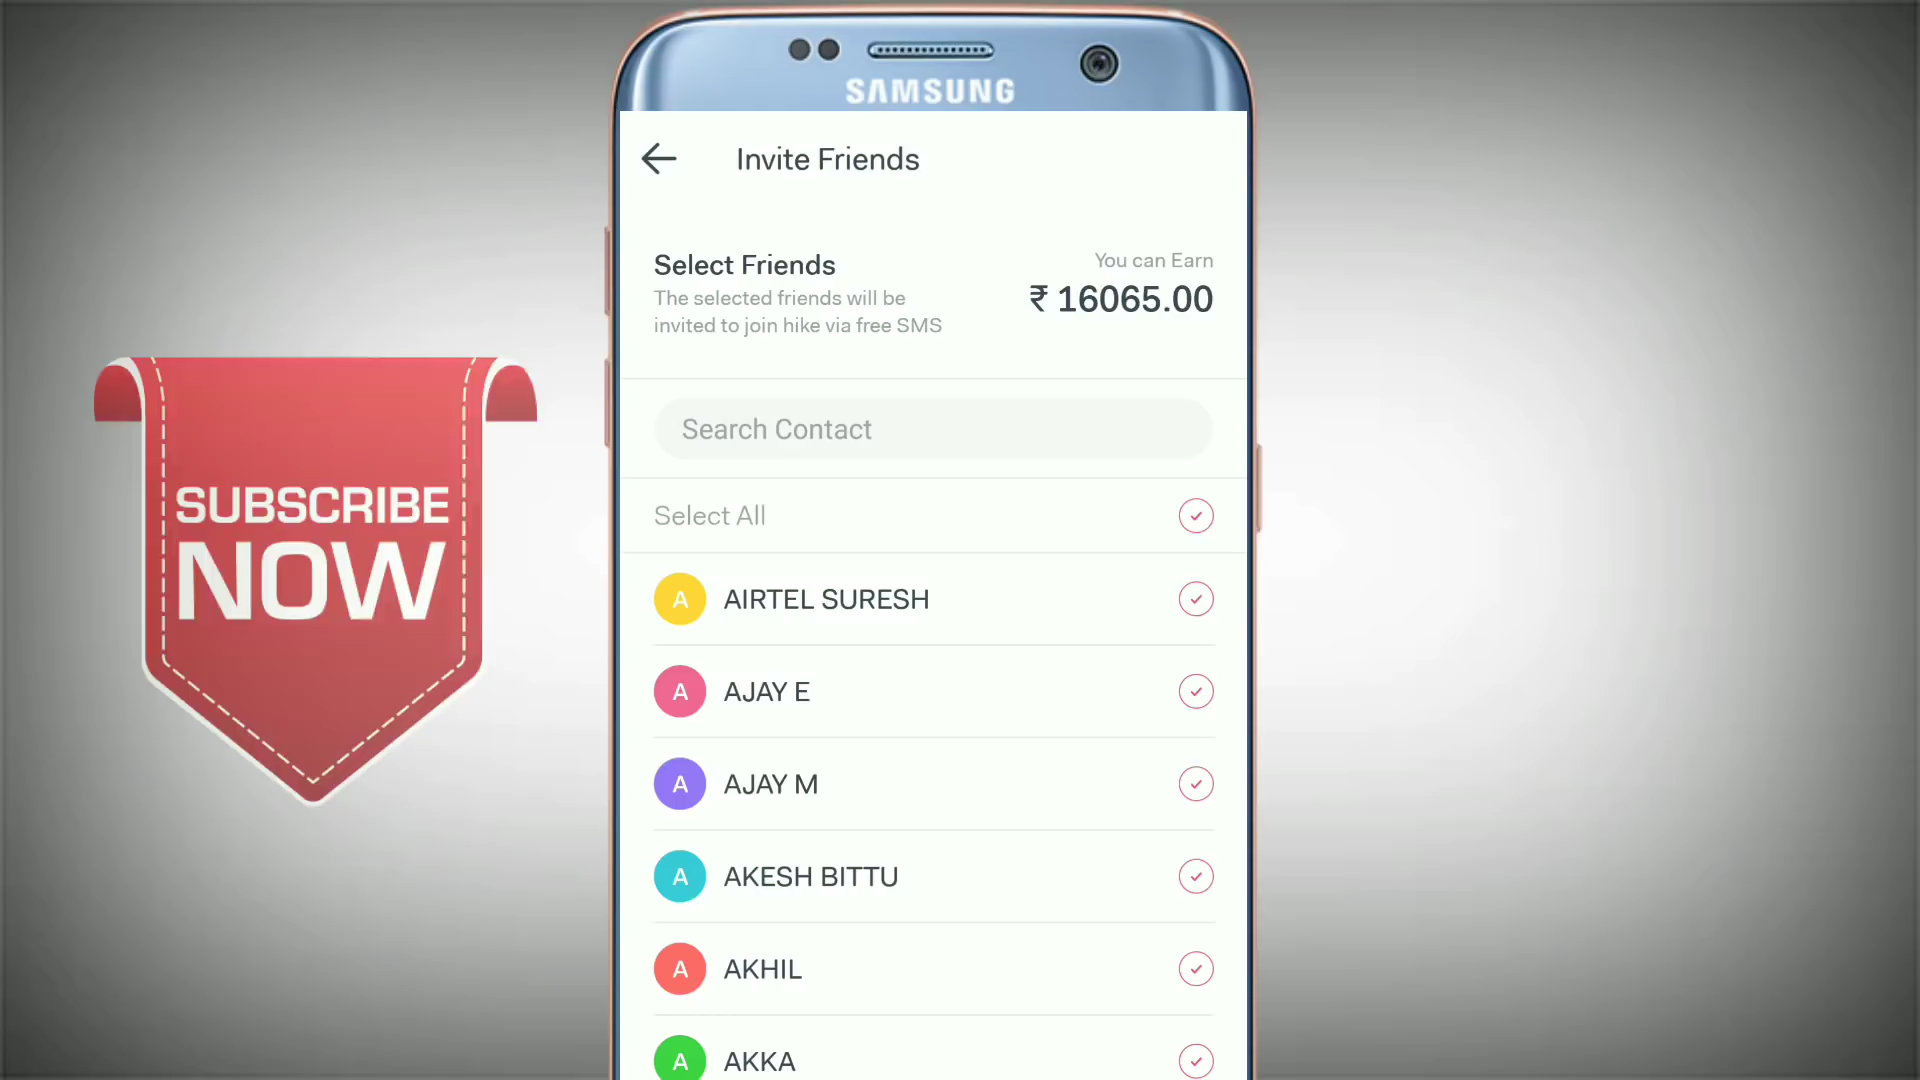 SAMSUNG
Invite Friends
Select Friends
The selected friends will be
invited to join hike via free SMS
You can Earn
₹ 16065.00
Search Contact
Select All
A AIRTEL SURESH
A AJAY E
A AJAY M
A AKESH BITTU
A AKHIL
A AKKA
SUBSCRIBE
NOW